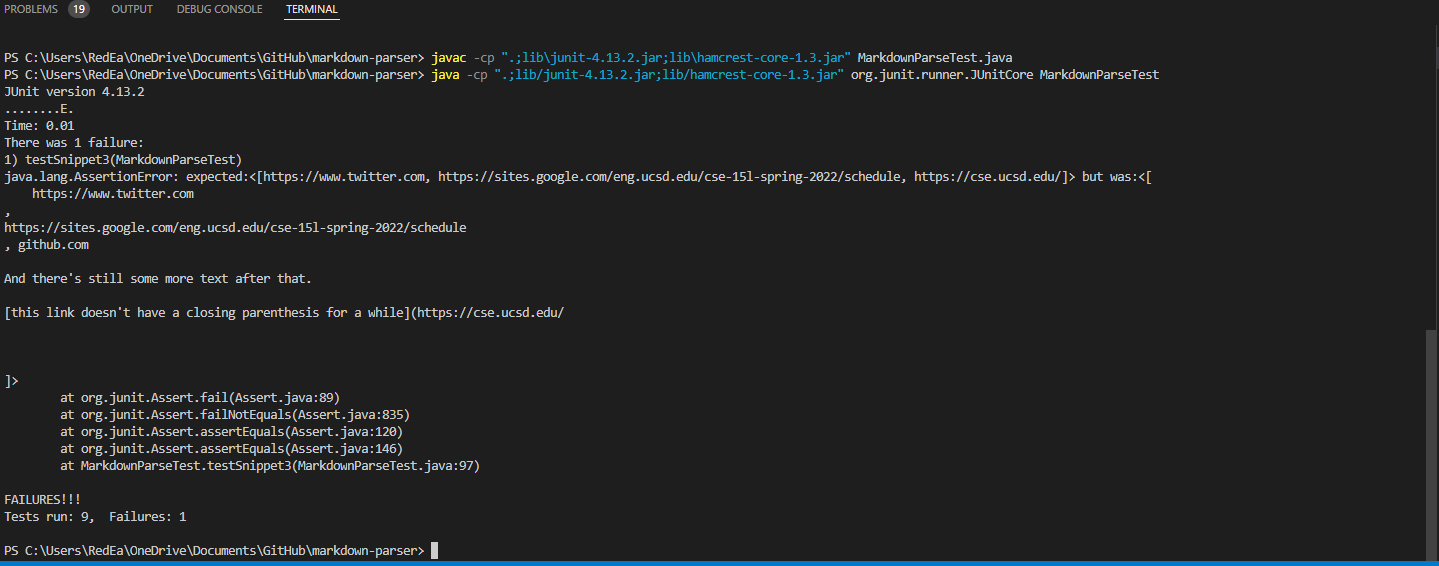 PROBLEMS 19 OUTPUT DEBUG CONSOLE TERMINAL
PS C:\Users\RedEa\OneDrive\Documents\GitHub\markdown-parser> javac -cp ".;lib\junit-4.13.2.jar;lib\hamcrest-core-1.3.jar" MarkdownParseTest.java
PS C:\Users\RedEa\OneDrive\Documents\GitHub\markdown-parser> java -cp ".;lib/junit-4.13.2.jar;lib/hamcrest-core-1.3.jar" org.junit.runner.JUnitCore MarkdownParseTest
JUnit version 4.13.2
........E.
Time: 0.01
There was 1 failure:
1) testSnippet3(MarkdownParseTest)
java.lang.AssertionError: expected:<[https://www.twitter.com, https://sites.google.com/eng.ucsd.edu/cse-15l-spring-2022/schedule, https://cse.ucsd.edu/]> but was:<[
    https://www.twitter.com
,
https://sites.google.com/eng.ucsd.edu/cse-15l-spring-2022/schedule
, github.com
And there's still some more text after that.
[this link doesn't have a closing parenthesis for a while](https://cse.ucsd.edu/
]>
        at org.junit.Assert.fail(Assert.java:89)
        at org.junit.Assert.failNotEquals(Assert.java:835)
        at org.junit.Assert.assertEquals(Assert.java:120)
        at org.junit.Assert.assertEquals(Assert.java:146)
        at MarkdownParseTest.testSnippet3(MarkdownParseTest.java:97)
FAILURES!!!
Tests run: 9,  Failures: 1
PS C:\Users\RedEa\OneDrive\Documents\GitHub\markdown-parser>